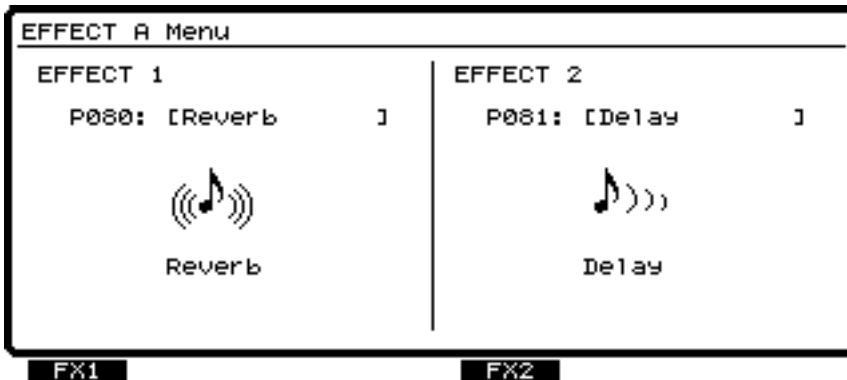 EFFECT A Menu
EFFECT 1
P080: [Reverb ]
Reverb
EFFECT 2
P081: [Delay ]
Delay
FX1
FX2